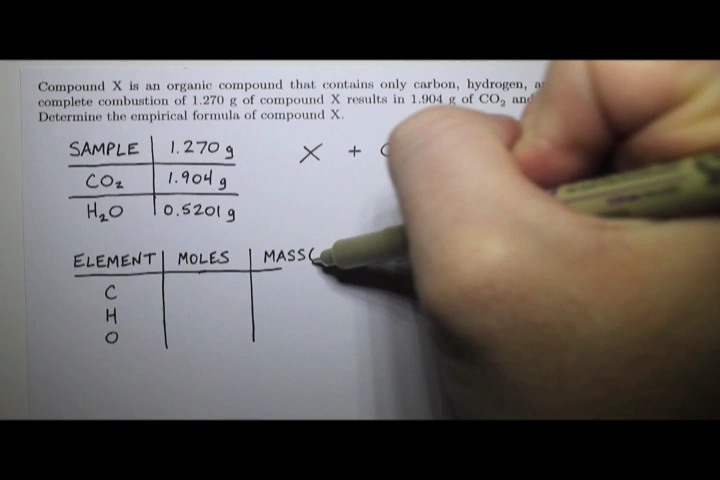 Compound X is an organic compound that contains only carbon, hydrogen,
complete combustion of 1.270 g of compound X results in 1.904 g of CO₂ and
Determine the empirical formula of compound X.
SAMPLE 1.270 g X +
CO₂ 1.904 g
H₂O 0.5201 g
ELEMENT MOLES MASS(
C
H
O